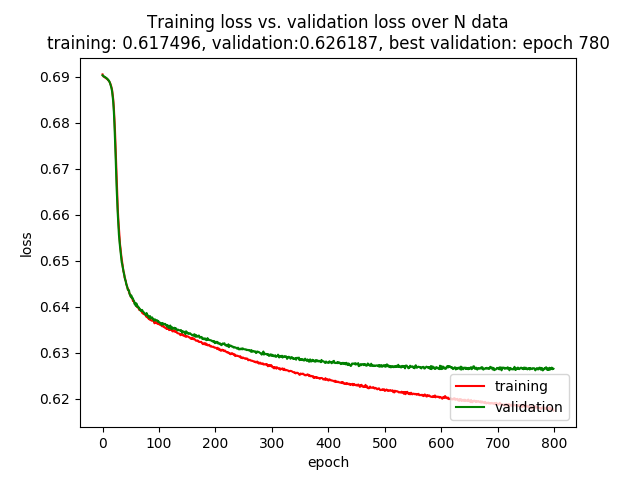 Training loss vs. validation loss over N data
training: 0.617496, validation:0.626187, best validation: epoch 780
0.69
0.68
0.67
0.66
0.65
0.64
0.63
0.62
loss
training
validation
0 100 200 300 400 500 600 700 800
epoch